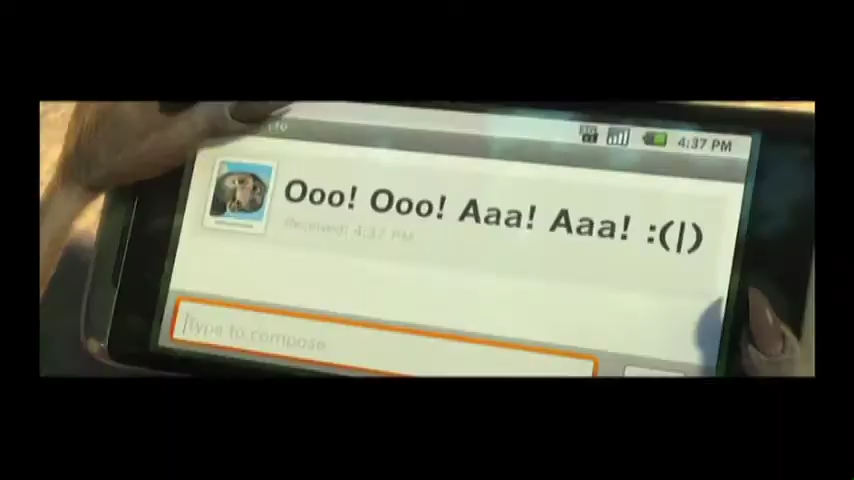 4:37 PM
Ooo! Ooo! Aaa! Aaa! :(|)
Received: 4:37 PM
Type to compose